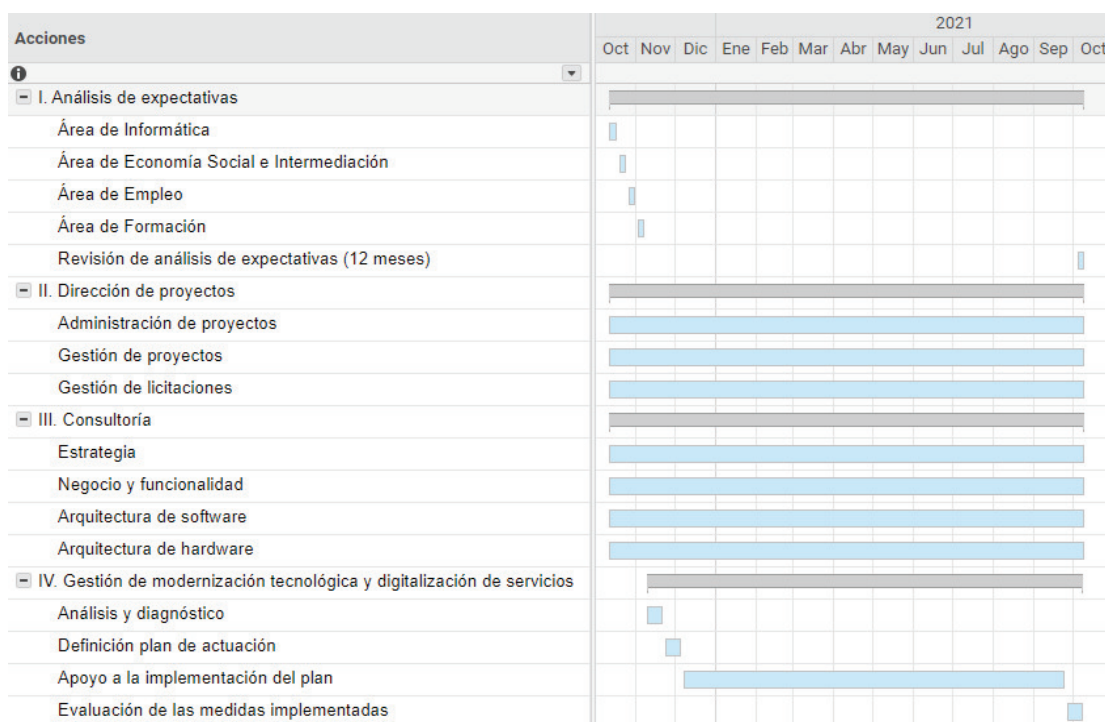 Acciones
2021
Oct Nov Dic Ene Feb Mar Abr May Jun Jul Ago Sep Oct
I. Análisis de expectativas
Área de Informática
Área de Economía Social e Intermediación
Área de Empleo
Área de Formación
Revisión de análisis de expectativas (12 meses)
II. Dirección de proyectos
Administración de proyectos
Gestión de proyectos
Gestión de licitaciones
III. Consultoría
Estrategia
Negocio y funcionalidad
Arquitectura de software
Arquitectura de hardware
IV. Gestión de modernización tecnológica y digitalización de servicios
Análisis y diagnóstico
Definición plan de actuación
Apoyo a la implementación del plan
Evaluación de las medidas implementadas